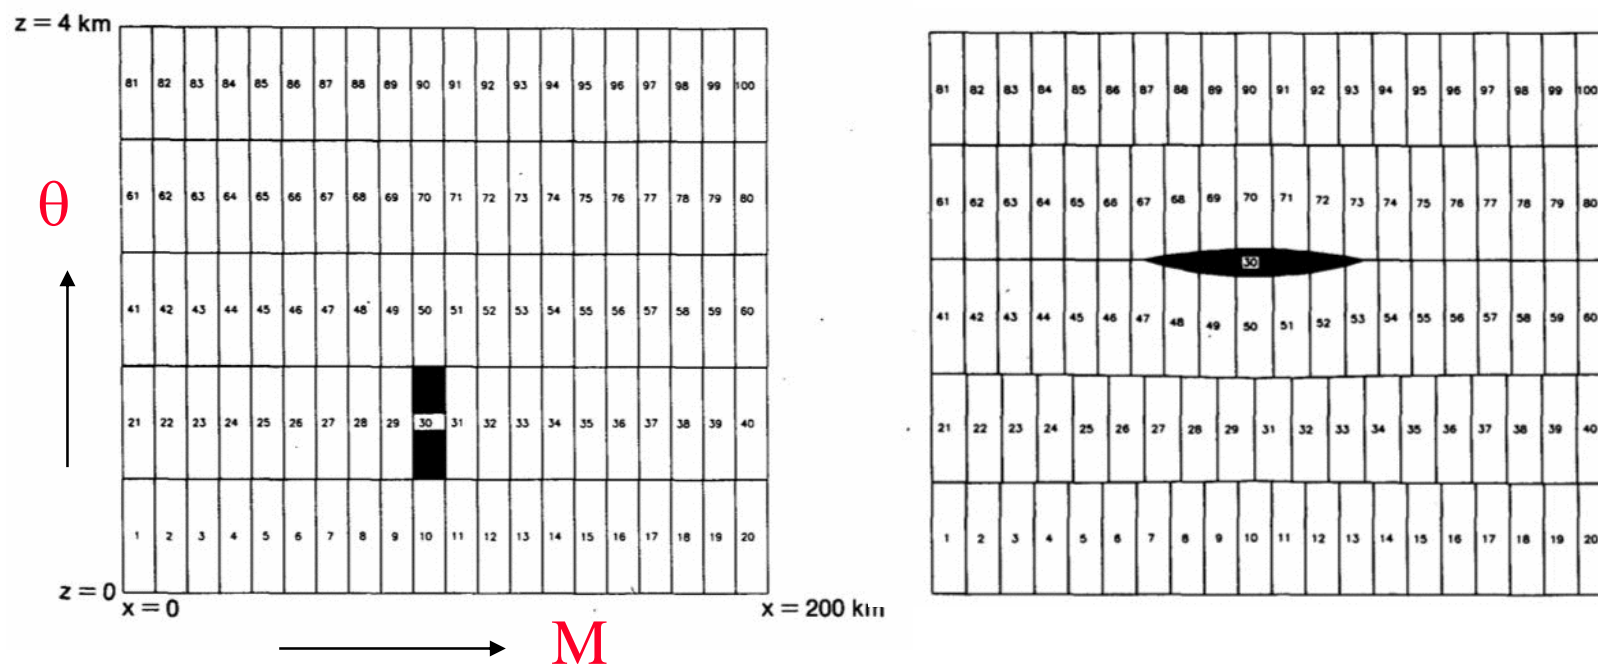 z = 4 km
81 82 83 84 85 86 87 88 89 90 91 92 93 94 95 96 97 98 99 100
61 62 63 64 65 66 67 68 69 70 71 72 73 74 75 76 77 78 79 80
θ
41 42 43 44 45 46 47 48 49 50 51 52 53 54 55 56 57 58 59 60
21 22 23 24 25 26 27 28 29 30 31 32 33 34 35 36 37 38 39 40
1 2 3 4 5 6 7 8 9 10 11 12 13 14 15 16 17 18 19 20
z = 0
x = 0
x = 200 km
M
81 82 83 84 85 86 87 88 89 90 91 92 93 94 95 96 97 98 99 100
61 62 63 64 65 66 67 68 69 70 71 72 73 74 75 76 77 78 79 80
30
41 42 43 44 45 46 47 48 49 50 51 52 53 54 55 56 57 58 59 60
21 22 23 24 25 26 27 28 29 31 32 33 34 35 36 37 38 39 40
1 2 3 4 5 6 7 8 9 10 11 12 13 14 15 16 17 18 19 20